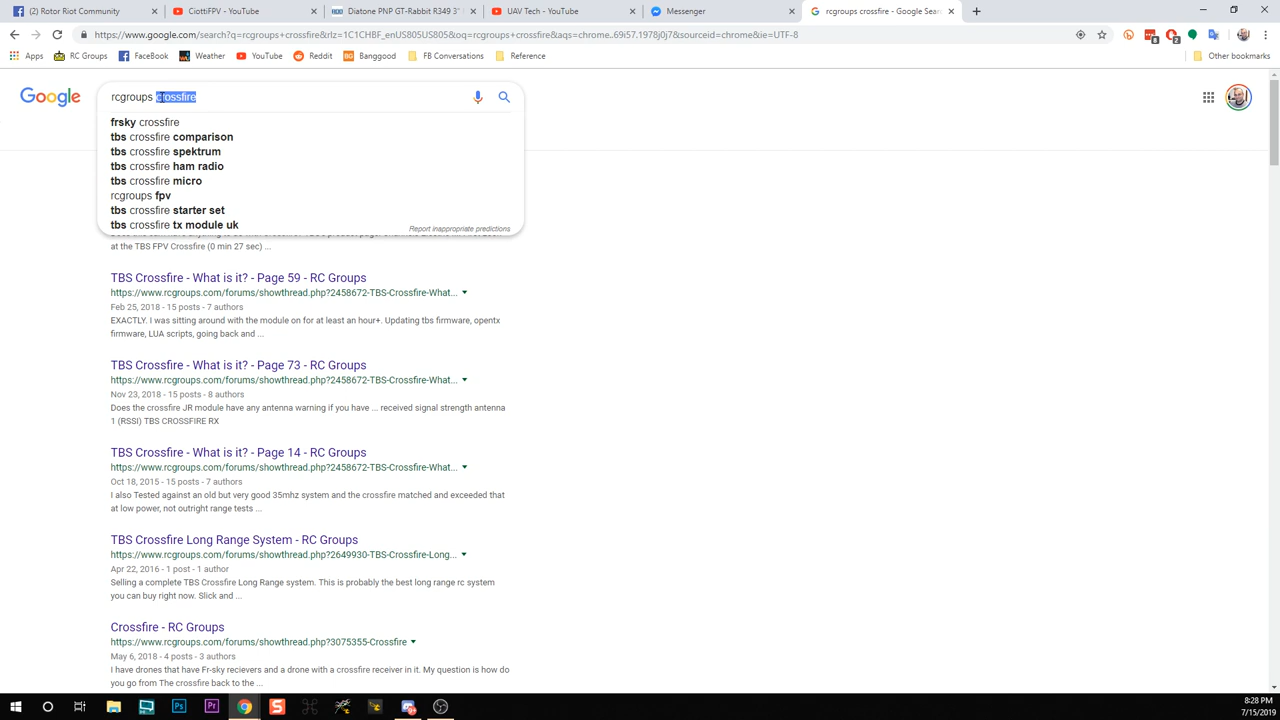 (2) Rotor Riot Community
CiottiFPV - YouTube
Diatone PNP GT-Rabbit R349 3"
UAV Tech - YouTube
Messenger
rcgroups crossfire - Google Sear
https://www.google.com/search?q=rcgroups+crossfire&rlz=1C1CHBF_enUS805US805&oq=rcgroups+crossfire&aqs=chrome..69i57.1978j0j7&sourceid=chrome&ie=UTF-8
Apps
RC Groups
FaceBook
Weather
YouTube
Reddit
Banggood
FB Conversations
Reference
Other bookmarks
Google
rcgroups crossfire
frsky crossfire
tbs crossfire comparison
tbs crossfire spektrum
tbs crossfire ham radio
tbs crossfire micro
rcgroups fpv
tbs crossfire starter set
tbs crossfire tx module uk
Report inappropriate predictions
at the TBS FPV Crossfire (0 min 27 sec) ...
TBS Crossfire - What is it? - Page 59 - RC Groups
https://www.rcgroups.com/forums/showthread.php?2458672-TBS-Crossfire-What...
Feb 25, 2018 - 15 posts - 7 authors
EXACTLY. I was sitting around with the module on for at least an hour+. Updating tbs firmware, opentx
firmware, LUA scripts, going back and ...
TBS Crossfire - What is it? - Page 73 - RC Groups
https://www.rcgroups.com/forums/showthread.php?2458672-TBS-Crossfire-What...
Nov 23, 2018 - 15 posts - 8 authors
Does the crossfire JR module have any antenna warning if you have ... received signal strength antenna
1 (RSSI) TBS CROSSFIRE RX
TBS Crossfire - What is it? - Page 14 - RC Groups
https://www.rcgroups.com/forums/showthread.php?2458672-TBS-Crossfire-What...
Oct 18, 2015 - 15 posts - 7 authors
I also Tested against an old but very good 35mhz system and the crossfire matched and exceeded that
at low power, not outright range tests ...
TBS Crossfire Long Range System - RC Groups
https://www.rcgroups.com/forums/showthread.php?2649930-TBS-Crossfire-Long...
Apr 22, 2016 - 1 post - 1 author
Selling a complete TBS Crossfire Long Range system. This is probably the best long range rc system
you can buy right now. Slick and ...
Crossfire - RC Groups
https://www.rcgroups.com/forums/showthread.php?3075355-Crossfire
May 6, 2018 - 4 posts - 3 authors
I have drones that have Fr-sky recievers and a drone with a crossfire receiver in it. My question is how do
you go from The crossfire back to the ...
8:28 PM
7/15/2019